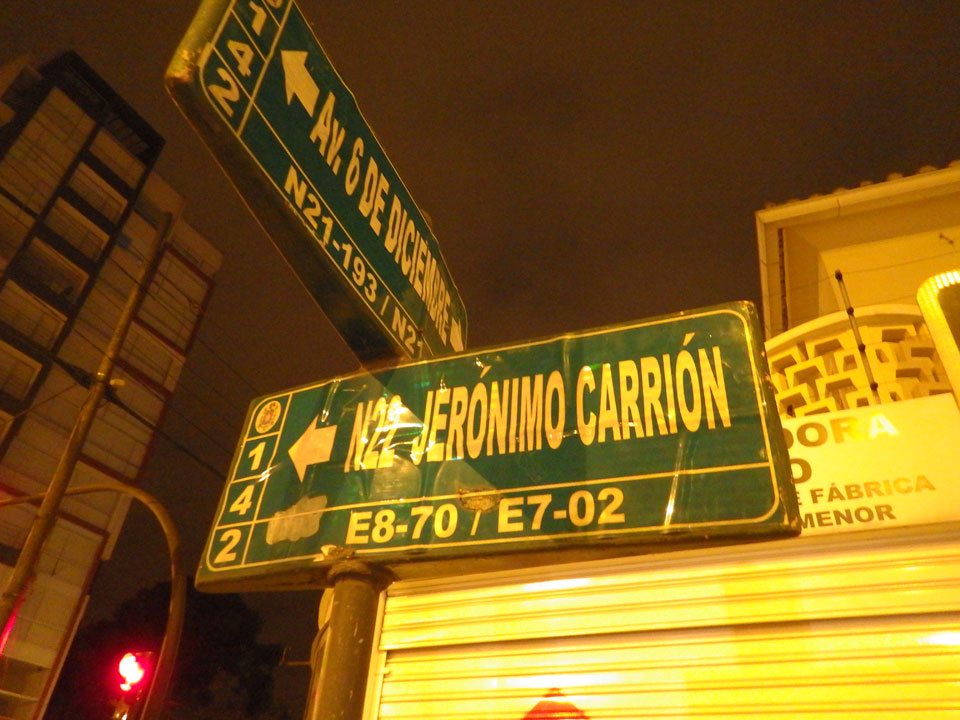 1
4
2
AV. 6 DE DICIEMBRE
N21-193 / N21
1
4
2
N22 JERÓNIMO CARRIÓN
E8-70 / E7-02
DORA
O
E FÁBRICA
MENOR